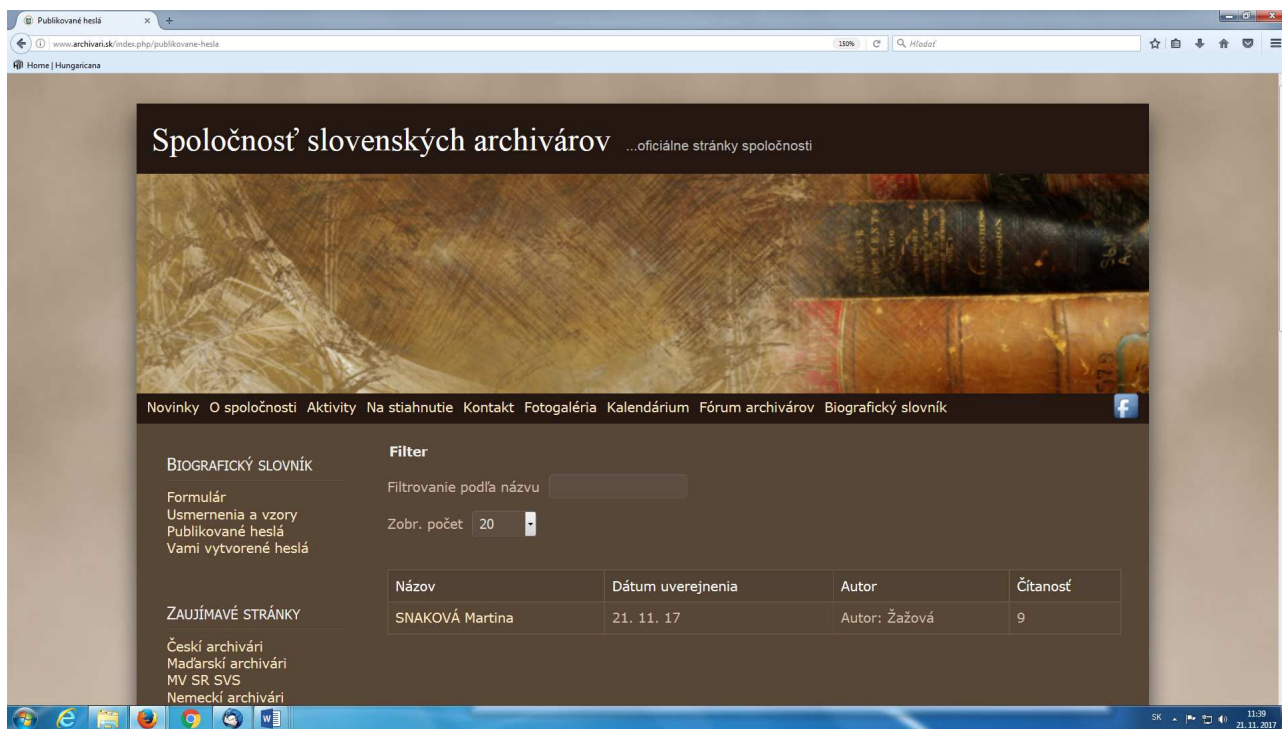 Publikované heslá
www.archivari.sk/index.php/publikovane-hesla
150%
Hľadať
Home | Hungaricana
Spoločnosť slovenských archivárov ...oficiálne stránky spoločnosti
Novinky O spoločnosti Aktivity Na stiahnutie Kontakt Fotogaléria Kalendárium Fórum archivárov Biografický slovník
BIOGRAFICKÝ SLOVNÍK
Formulár
Usmernenia a vzory
Publikované heslá
Vami vytvorené heslá
ZAUJÍMAVÉ STRÁNKY
Českí archivári
Maďarskí archivári
MV SR SVS
Nemeckí archivári
Filter
Filtrovanie podľa názvu
Zobr. počet 20
Názov Dátum uverejnenia Autor Čítanosť
SNAKOVÁ Martina 21. 11. 17 Autor: Žažová 9
SK 11:39
21. 11. 2017